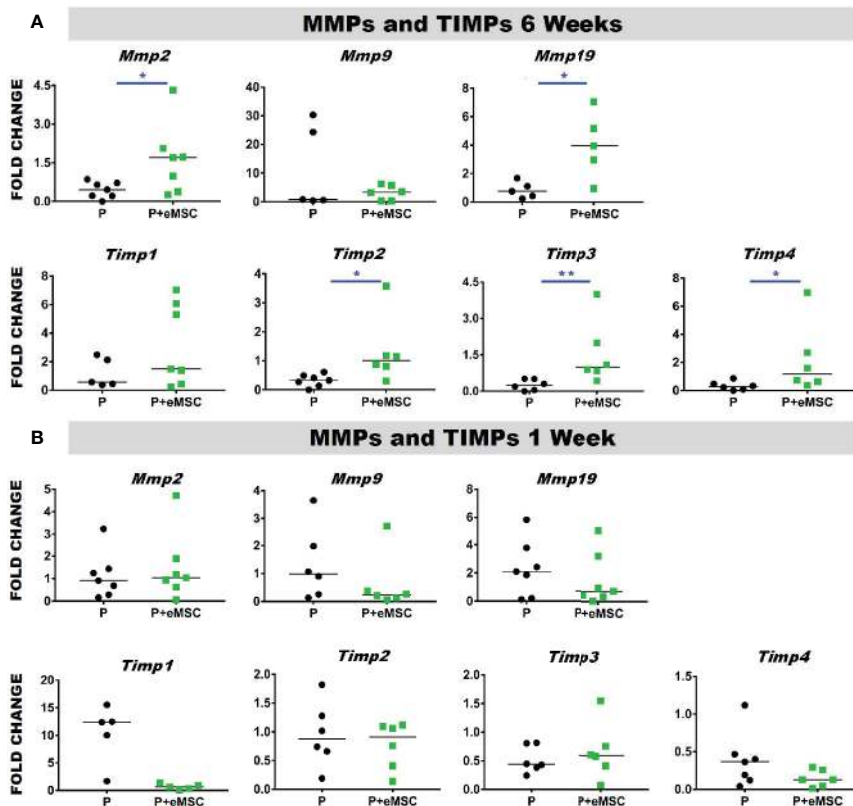 A MMPs and TIMPs 6 Weeks
Mmp2 Mmp9 Mmp19
FOLD CHANGE
* *
4.5 3.0 1.5 0.0
40 30 20 10 0
8 6 4 2 0
P P+eMSC P P+eMSC P P+eMSC
Timp1 Timp2 Timp3 Timp4
FOLD CHANGE
* ** *
8 6 4 2 0
4 3 2 1 0
4.5 3.0 1.5 0.0
8 6 4 2 0
P P+eMSC P P+eMSC P P+eMSC P P+eMSC
B MMPs and TIMPs 1 Week
Mmp2 Mmp9 Mmp19
FOLD CHANGE
5 4 3 2 1 0
4 3 2 1 0
8 6 4 2 0
P P+eMSC P P+eMSC P P+eMSC
Timp1 Timp2 Timp3 Timp4
FOLD CHANGE
20 15 10 5 0
2.0 1.5 1.0 0.5 0.0
2.0 1.5 1.0 0.5 0.0
1.5 1.0 0.5 0.0
P P+eMSC P P+eMSC P P+eMSC P P+eMSC